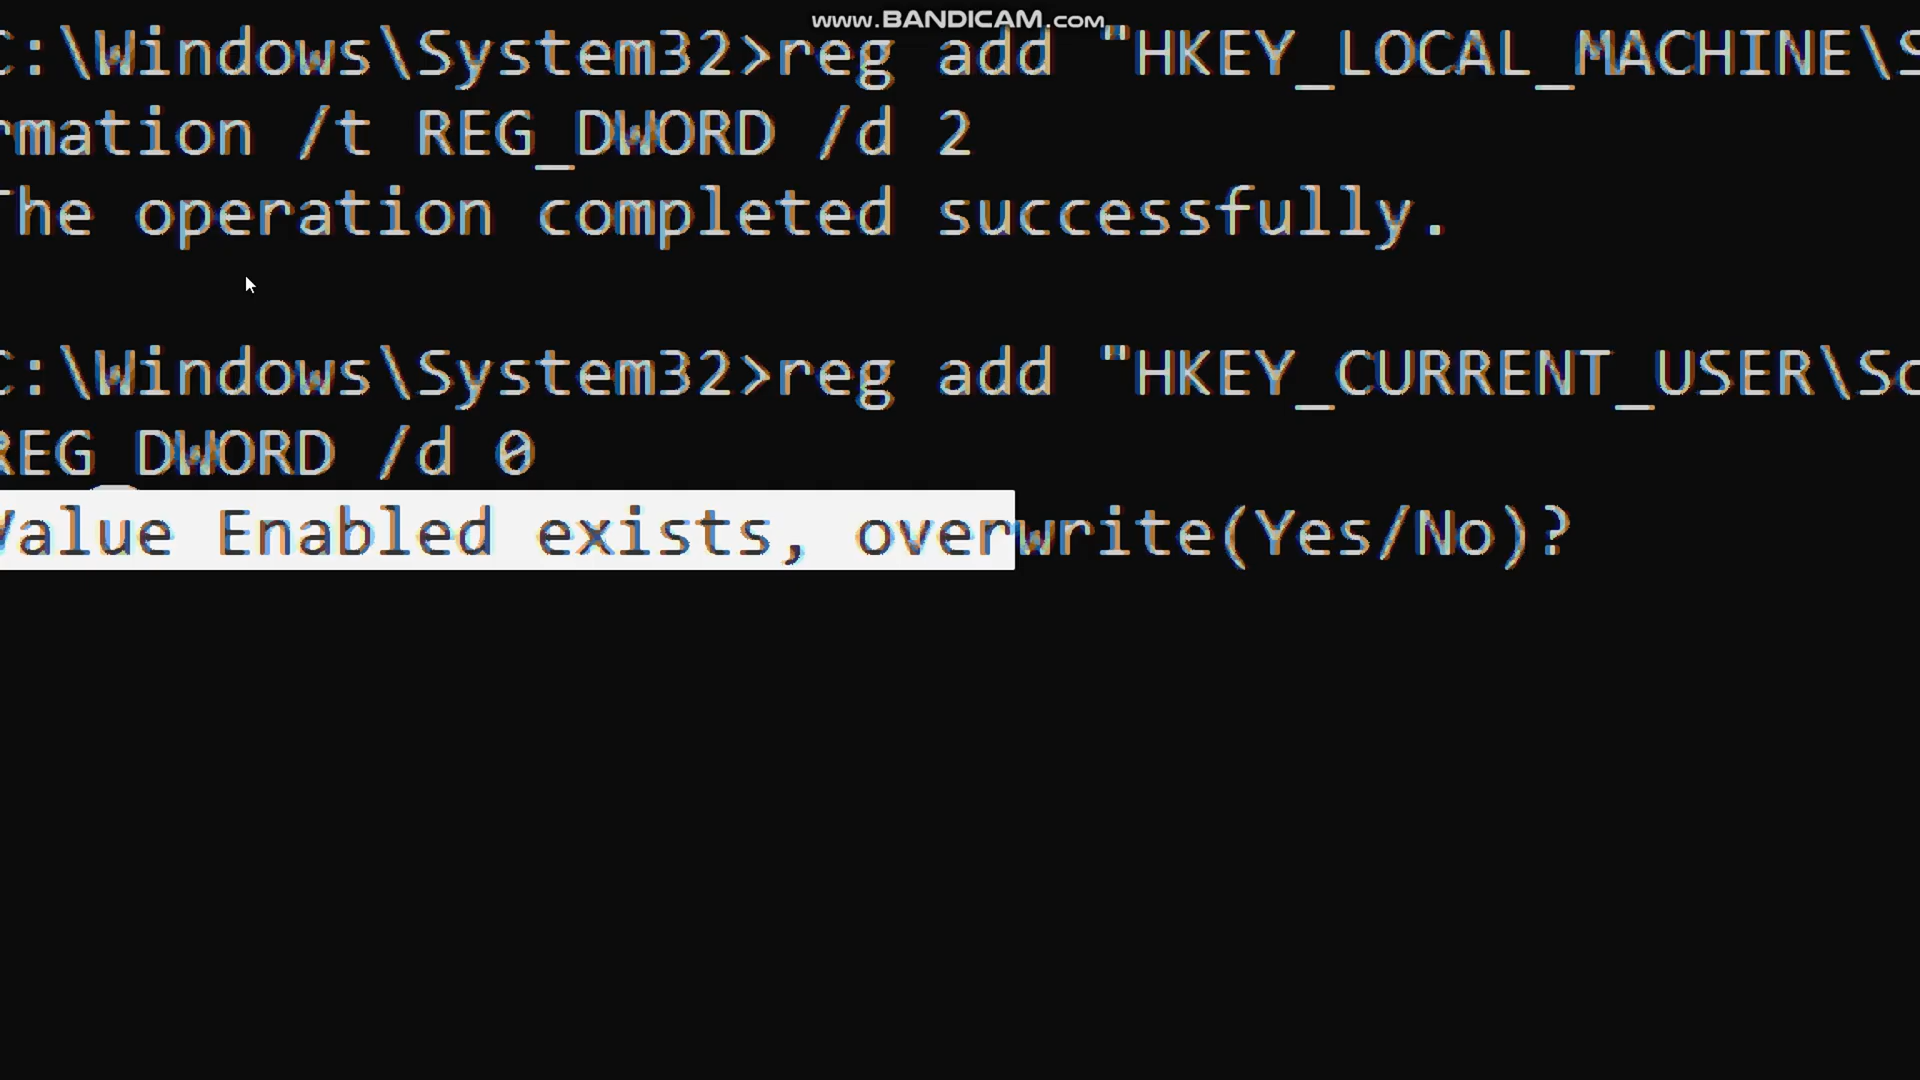 www.BANDICAM.com
C:\Windows\System32>reg add "HKEY_LOCAL_MACHINE\S
rmation /t REG_DWORD /d 2
The operation completed successfully.
C:\Windows\System32>reg add "HKEY_CURRENT_USER\So
REG_DWORD /d 0
Value Enabled exists, overwrite(Yes/No)?